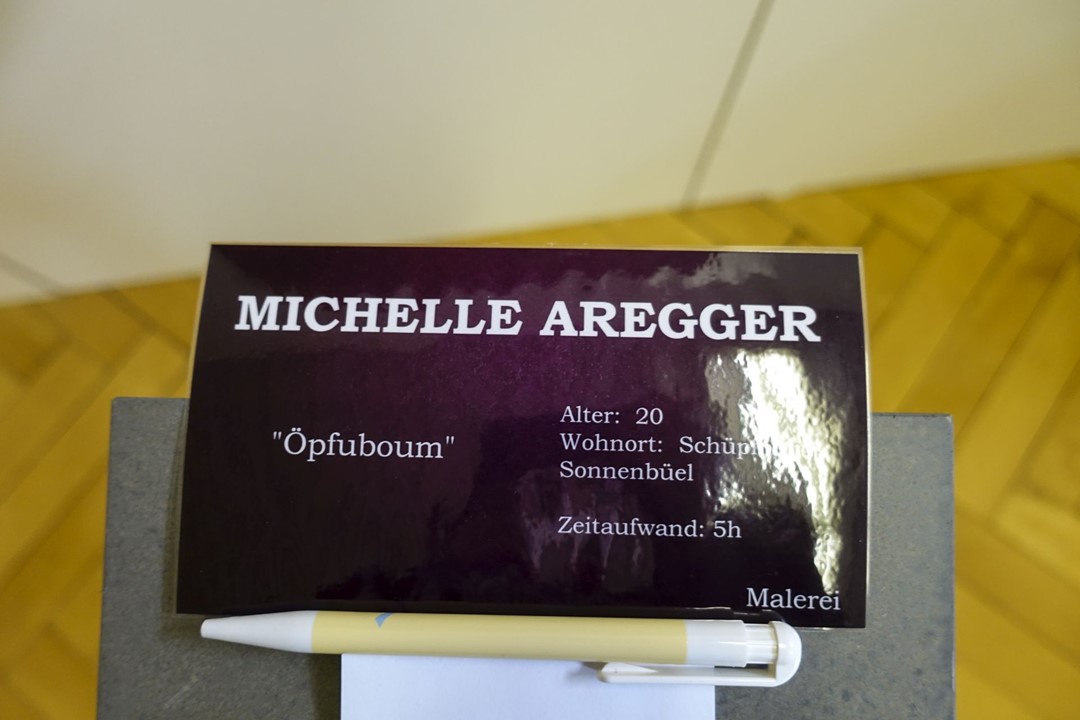 MICHELLE AREGGER
"Öpfuboum"
Alter: 20
Wohnort:
Sonnenbüel
Zeitaufwand: 5h
Malerei